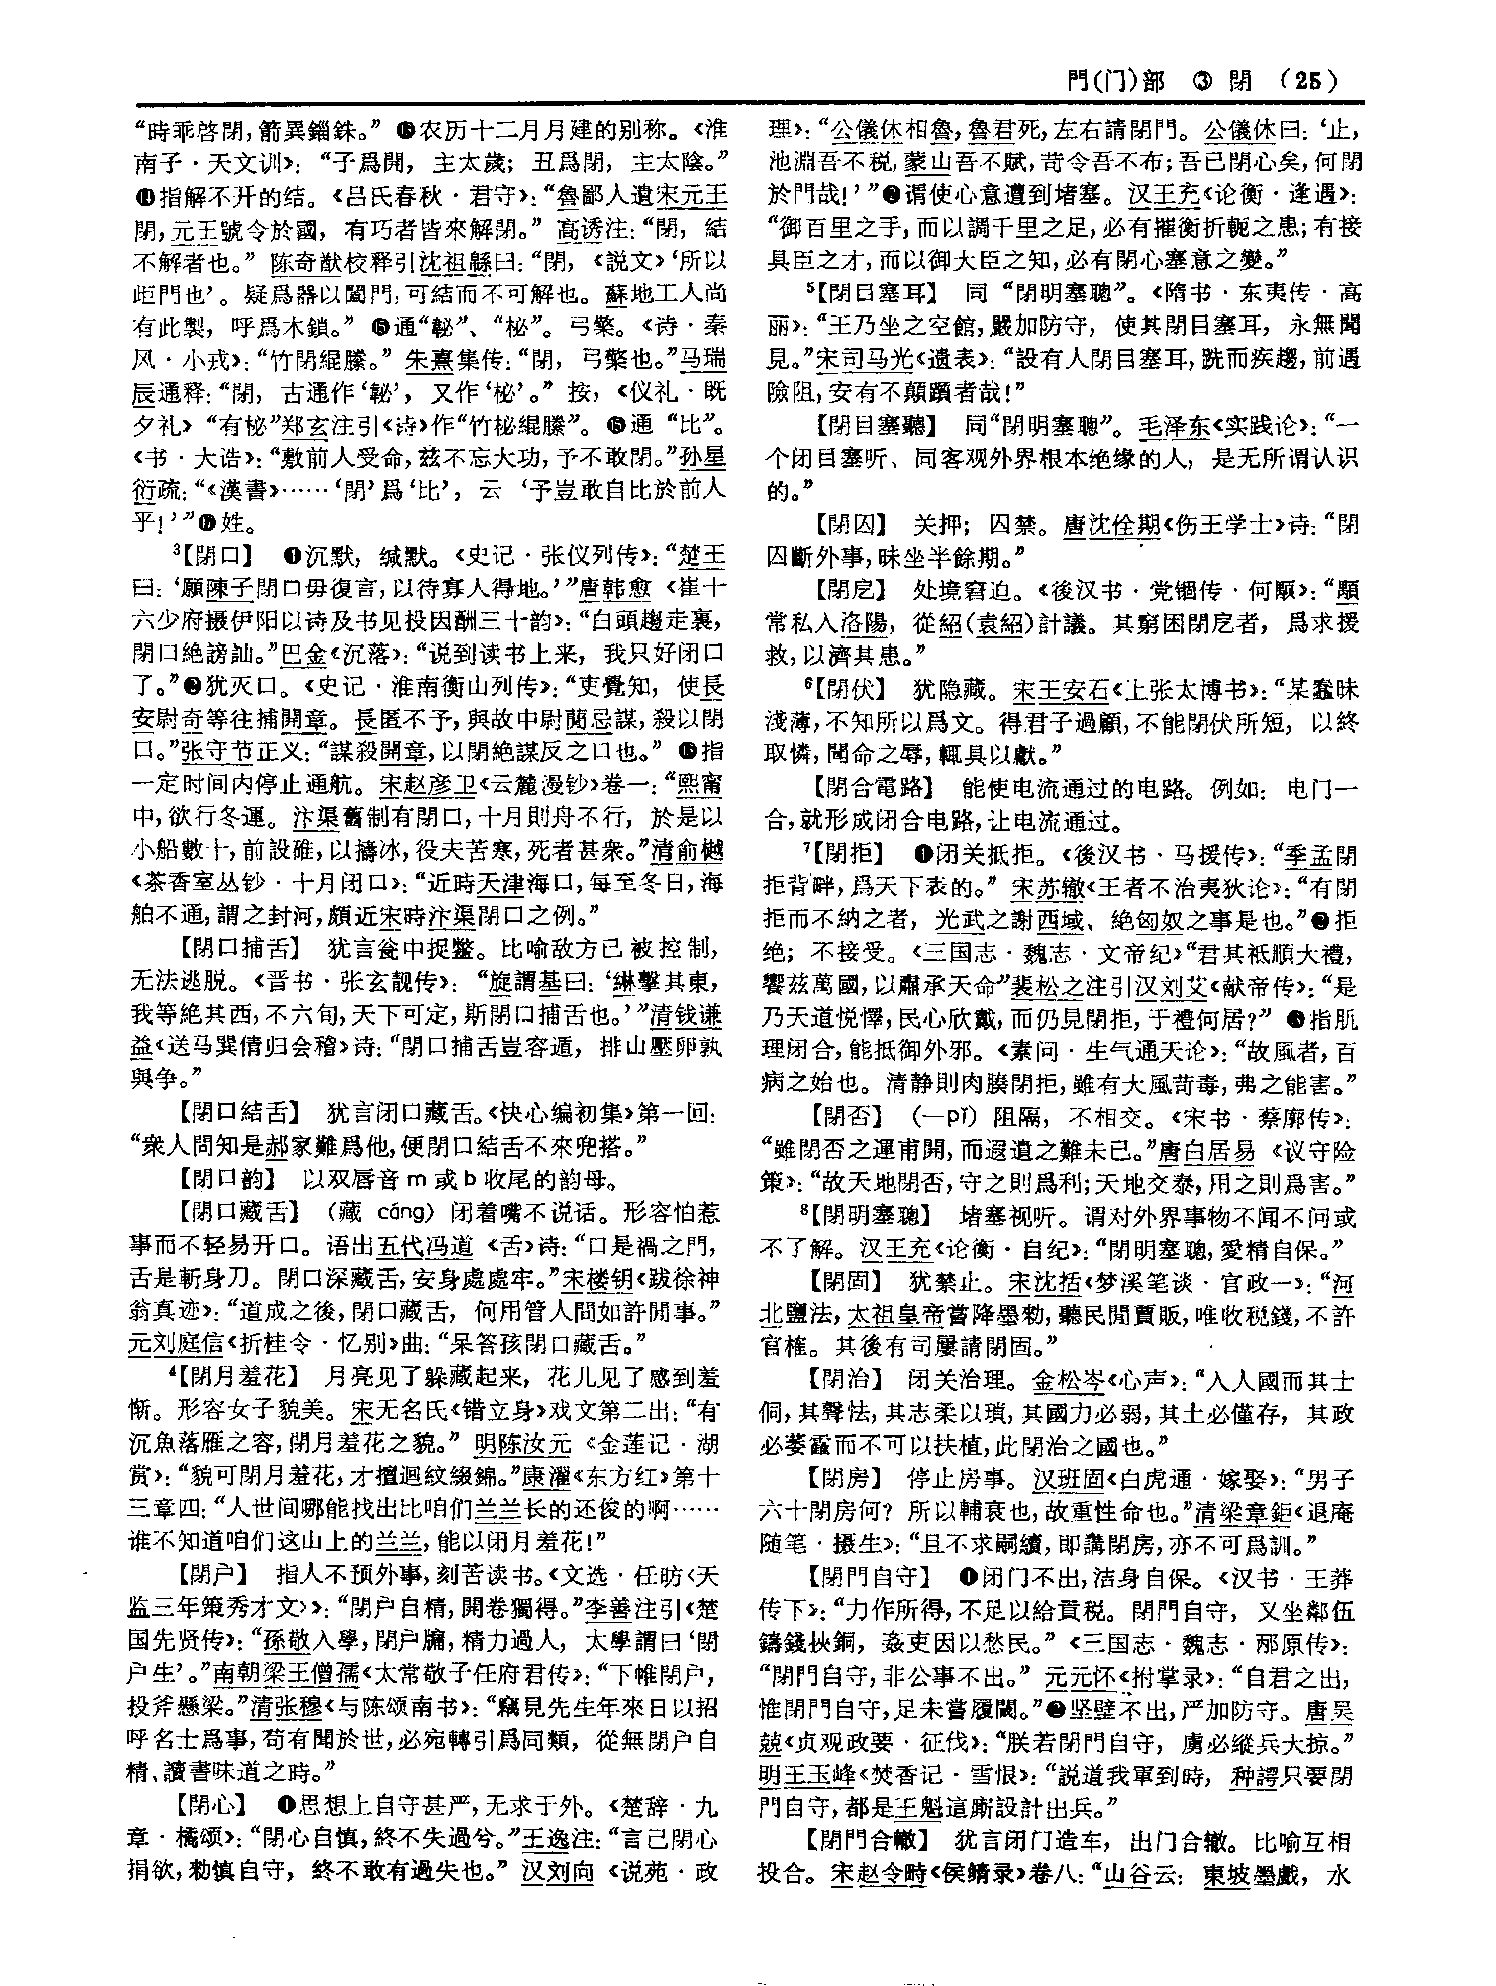 門(门)部 ③ 閉 (25)
“時乖啓閉,箭異錙銖。” ⓭农历十二月月建的别称。《淮
南子·天文训》:“子爲開,主太歲;丑爲閉,主太陰。”
⓮指解不开的结。《吕氏春秋·君守》:“魯鄙人遺宋元王
閉,元王號令於國,有巧者皆來解閉。”高诱注:“閉,結
不解者也。”陈奇猷校释引沈祖緜曰:“閉,《説文》‘所以
歫門也’。疑爲器以闔門,可結而不可解也。蘇地工人尚
有此製,呼爲木鎖。”⓯通“䪐”、“柲”。弓檠。《诗·秦
风·小戎》:“竹閉緄縢。”朱熹集传:“閉,弓檠也。”马瑞
辰通释:“閉,古通作‘䪐’,又作‘柲’。”按,《仪礼·既
夕礼》“有柲”郑玄注引《诗》作“竹柲緄縢”。⓰通“比”。
《书·大诰》:“敷前人受命,兹不忘大功,予不敢閉。”孙星
衍疏:“《漢書》……‘閉’爲‘比’,云‘予豈敢自比於前人
乎!’”⓱姓。
³【閉口】 ❶沉默,缄默。《史记·张仪列传》:“楚王
曰:‘願陳子閉口毋復言,以待寡人得地。’”唐韩愈《崔十
六少府摄伊阳以诗及书见投因酬三十韵》:“白頭趨走裏,
閉口絶謗訕。”巴金《沉落》:“说到读书上来,我只好闭口
了。”❷犹灭口。《史记·淮南衡山列传》:“吏覺知,使長
安尉奇等往捕開章。長匿不予,與故中尉蕳忌謀,殺以閉
口。”张守节正义:“謀殺開章,以閉絶謀反之口也。”❸指
一定时间内停止通航。宋赵彦卫《云麓漫钞》卷一:“熙甯
中,欲行冬運。汴渠舊制有閉口,十月則舟不行,於是以
小船數十,前設碓,以擣冰,役夫苦寒,死者甚衆。”清俞樾
《茶香室丛钞·十月闭口》:“近時天津海口,每至冬日,海
舶不通,謂之封河,頗近宋時汴渠閉口之例。”
【閉口捕舌】 犹言瓮中捉鳖。比喻敌方已被控制,
无法逃脱。《晋书·张玄靓传》:“旋謂基曰:‘綝擊其東,
我等絶其西,不六旬,天下可定,斯閉口捕舌也。’”清钱谦
益《送马巽倩归会稽》诗:“閉口捕舌豈容遁,排山壓卵孰
與争。”
【閉口結舌】 犹言闭口藏舌。《快心编初集》第一回:
“衆人問知是郝家難爲他,便閉口結舌不來兜搭。”
【閉口韵】 以双唇音m或b收尾的韵母。
【閉口藏舌】 (藏 cáng)闭着嘴不说话。形容怕惹
事而不轻易开口。语出五代冯道《舌》诗:“口是禍之門,
舌是斬身刀。閉口深藏舌,安身處處牢。”宋楼钥《跋徐神
翁真迹》:“道成之後,閉口藏舌,何用管人間如許閒事。”
元刘庭信《折桂令·忆别》曲:“呆答孩閉口藏舌。”
⁴【閉月羞花】 月亮见了躲藏起来,花儿见了感到羞
惭。形容女子貌美。宋无名氏《错立身》戏文第二出:“有
沉魚落雁之容,閉月羞花之貌。”明陈汝元《金莲记·湖
赏》:“貌可閉月羞花,才擅迴紋綴錦。”康濯《东方红》第十
三章四:“人世间哪能找出比咱们兰兰长的还俊的啊……
谁不知道咱们这山上的兰兰,能以闭月羞花!”
【閉户】 指人不预外事,刻苦读书。《文选·任昉〈天
监三年策秀才文〉》:“閉户自精,開卷獨得。”李善注引《楚
国先贤传》:“孫敬入學,閉户牖,精力過人,太學謂曰‘閉
户生’。”南朝梁王僧孺《太常敬子任府君传》:“下帷閉户,
投斧懸梁。”清张穆《与陈颂南书》:“竊見先生年來日以招
呼名士爲事,苟有聞於世,必宛轉引爲同類,從無閉户自
精、讀書味道之時。”
【閉心】 ❶思想上自守甚严,无求于外。《楚辞·九
章·橘颂》:“閉心自慎,終不失過兮。”王逸注:“言己閉心
捐欲,勑慎自守,終不敢有過失也。”汉刘向《说苑·政
理》:“公儀休相魯,魯君死,左右請閉門。公儀休曰:‘止,
池淵吾不税,蒙山吾不賦,苛令吾不布;吾已閉心矣,何閉
於門哉!’”❷谓使心意遭到堵塞。汉王充《论衡·逢遇》:
“御百里之手,而以調千里之足,必有摧衡折軛之患;有接
具臣之才,而以御大臣之知,必有閉心塞意之變。”
⁵【閉目塞耳】 同“閉明塞聰”。《隋书·东夷传·高
丽》:“王乃坐之空館,嚴加防守,使其閉目塞耳,永無聞
見。”宋司马光《遗表》:“設有人閉目塞耳,跣而疾趨,前遇
險阻,安有不顛躓者哉!”
【閉目塞聽】 同“閉明塞聰”。毛泽东《实践论》:“一
个闭目塞听、同客观外界根本绝缘的人,是无所谓认识
的。”
【閉囚】 关押;囚禁。唐沈佺期《伤王学士》诗:“閉
囚斷外事,昧坐半餘期。”
【閉戹】 处境窘迫。《後汉书·党锢传·何顒》:“顒
常私入洛陽,從紹(袁紹)計議。其窮困閉戹者,爲求援
救,以濟其患。”
⁶【閉伏】 犹隐藏。宋王安石《上张太博书》:“某蠢昧
淺薄,不知所以爲文。得君子過顧,不能閉伏所短,以終
取憐,聞命之辱,輒具以獻。”
【閉合電路】 能使电流通过的电路。例如:电门一
合,就形成闭合电路,让电流通过。
⁷【閉拒】 ❶闭关抵拒。《後汉书·马援传》:“季孟閉
拒背畔,爲天下表的。”宋苏辙《王者不治夷狄论》:“有閉
拒而不納之者,光武之謝西域、絶匈奴之事是也。”❷拒
绝;不接受。《三国志·魏志·文帝纪》“君其祇順大禮,
饗兹萬國,以肅承天命”裴松之注引汉刘艾《献帝传》:“是
乃天道悦懌,民心欣戴,而仍見閉拒,于禮何居?”❸指肌
理闭合,能抵御外邪。《素问·生气通天论》:“故風者,百
病之始也。清静則肉腠閉拒,雖有大風苛毒,弗之能害。”
【閉否】 (—pǐ)阻隔,不相交。《宋书·蔡廓传》:
“雖閉否之運甫開,而遐遺之難未已。”唐白居易《议守险
策》:“故天地閉否,守之則爲利;天地交泰,用之則爲害。”
⁸【閉明塞聰】 堵塞视听。谓对外界事物不闻不问或
不了解。汉王充《论衡·自纪》:“閉明塞聰,愛精自保。”
【閉固】 犹禁止。宋沈括《梦溪笔谈·官政一》:“河
北鹽法,太祖皇帝嘗降墨勑,聽民間賈販,唯收税錢,不許
官榷。其後有司屢請閉固。”
【閉治】 闭关治理。金松岑《心声》:“入人國而其士
侗,其聲怯,其志柔以瑣,其國力必弱,其土必僅存,其政
必萎靁而不可以扶植,此閉治之國也。”
【閉房】 停止房事。汉班固《白虎通·嫁娶》:“男子
六十閉房何?所以輔衰也,故重性命也。”清梁章鉅《退庵
随笔·摄生》:“且不求嗣續,即講閉房,亦不可爲訓。”
【閉門自守】 ❶闭门不出,洁身自保。《汉书·王莽
传下》:“力作所得,不足以給貢税。閉門自守,又坐鄰伍
鑄錢挾銅,姦吏因以愁民。”《三国志·魏志·邴原传》:
“閉門自守,非公事不出。”元元怀《拊掌录》:“自君之出,
惟閉門自守,足未嘗履閾。”❷坚壁不出,严加防守。唐吴
兢《贞观政要·征伐》:“朕若閉門自守,虜必縱兵大掠。”
明王玉峰《焚香记·雪恨》:“説道我軍到時,种諤只要閉
門自守,都是王魁這厮設計出兵。”
【閉門合轍】 犹言闭门造车,出门合辙。比喻互相
投合。宋赵令畤《侯鲭录》卷八:“山谷云:東坡墨戲,水